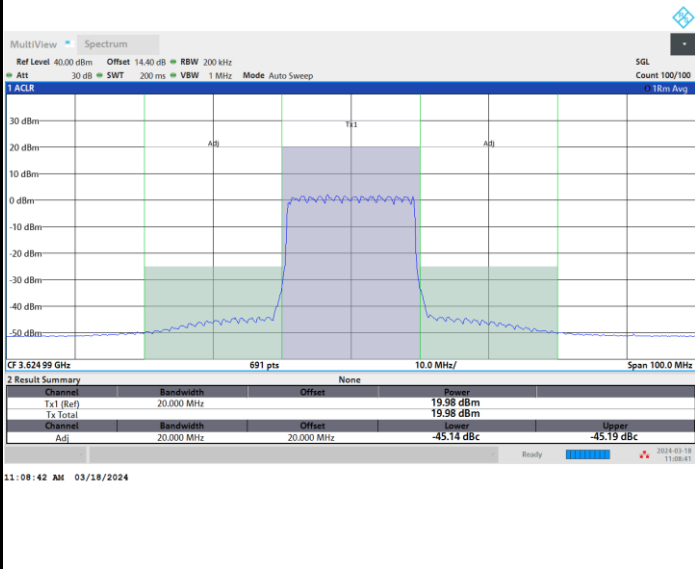 MultiView Spectrum
Ref Level 40.00 dBm Offset 14.40 dB RBW 200 kHz SGL
Att 30 dB SWT 200 ms VBW 1 MHz Mode Auto Sweep Count 100/100
1 ACLR 1Rm Avg
30 dBm
Tx1
20 dBm
Adj Adj
10 dBm
0 dBm
-10 dBm
-20 dBm
-30 dBm
-40 dBm
-50 dBm
CF 3.624 99 GHz 691 pts 10.0 MHz/ Span 100.0 MHz
2 Result Summary None
Channel Bandwidth Offset Power
Tx1 (Ref) 20.000 MHz 19.98 dBm
Tx Total 19.98 dBm
Channel Bandwidth Offset Lower Upper
Adj 20.000 MHz 20.000 MHz -45.14 dBc -45.19 dBc
Ready 2024-03-18
11:08:41
11:08:42 AM 03/18/2024